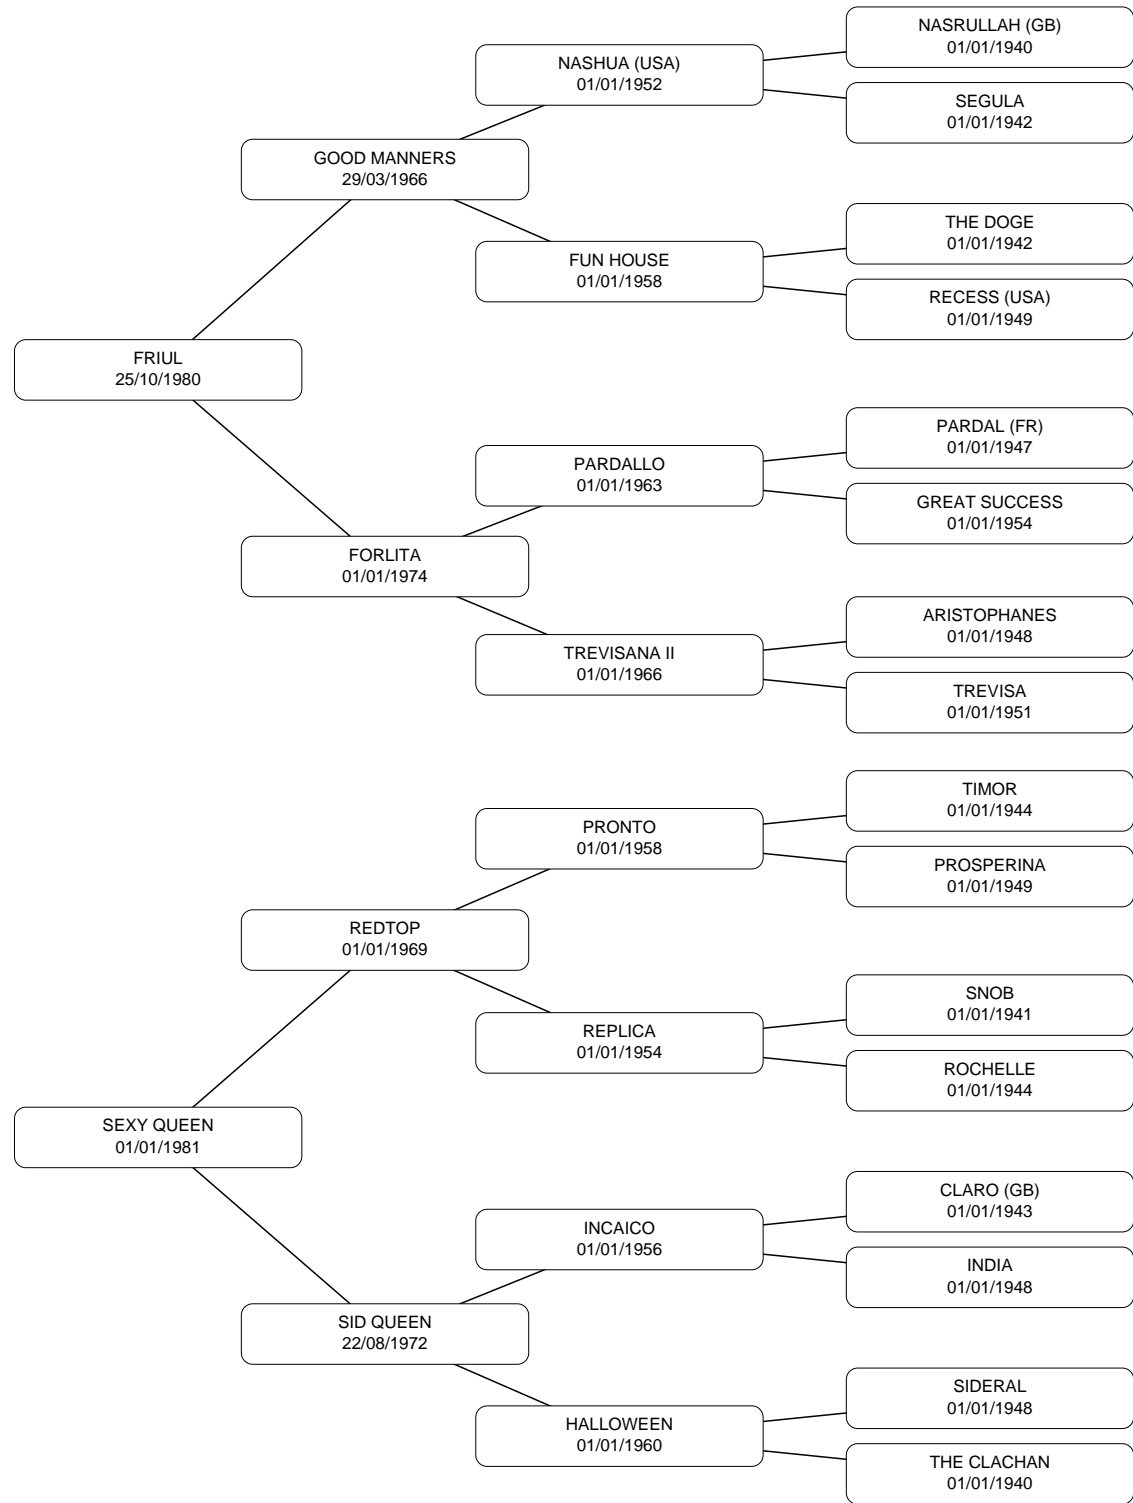 NASRULLAH (GB)
01/01/1940
NASHUA (USA)
01/01/1952
SEGULA
01/01/1942
GOOD MANNERS
29/03/1966
THE DOGE
01/01/1942
FUN HOUSE
01/01/1958
RECESS (USA)
01/01/1949
FRIUL
25/10/1980
PARDAL (FR)
01/01/1947
PARDALLO
01/01/1963
GREAT SUCCESS
01/01/1954
FORLITA
01/01/1974
ARISTOPHANES
01/01/1948
TREVISANA II
01/01/1966
TREVISA
01/01/1951
TIMOR
01/01/1944
PRONTO
01/01/1958
PROSPERINA
01/01/1949
REDTOP
01/01/1969
SNOB
01/01/1941
REPLICA
01/01/1954
ROCHELLE
01/01/1944
SEXY QUEEN
01/01/1981
CLARO (GB)
01/01/1943
INCAICO
01/01/1956
INDIA
01/01/1948
SID QUEEN
22/08/1972
SIDERAL
01/01/1948
HALLOWEEN
01/01/1960
THE CLACHAN
01/01/1940